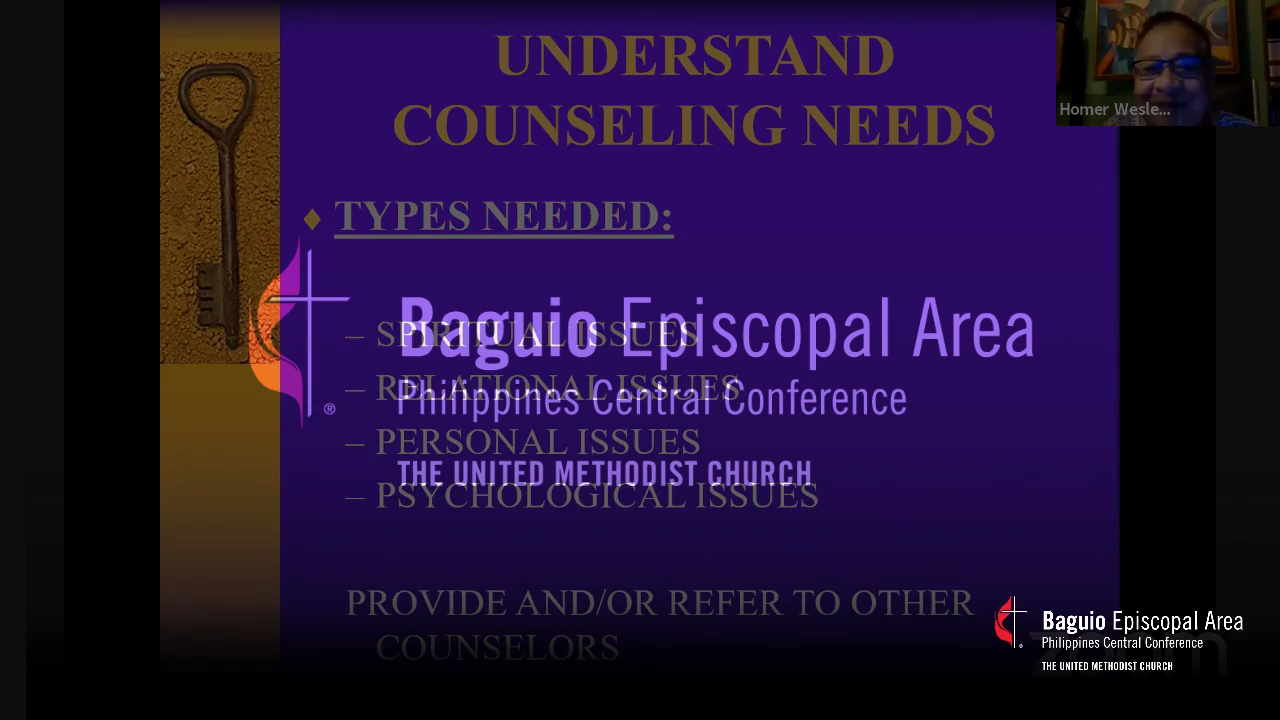 UNDERSTAND
COUNSELING NEEDS
Homer Wesle...
TYPES NEEDED:
– SPIRITUAL ISSUES
– RELATIONAL ISSUES
– PERSONAL ISSUES
– PSYCHOLOGICAL ISSUES
Baguio Episcopal Area
Philippines Central Conference
THE UNITED METHODIST CHURCH
®
PROVIDE AND/OR REFER TO OTHER
COUNSELORS
Baguio Episcopal Area
Philippines Central Conference
THE UNITED METHODIST CHURCH
zoom